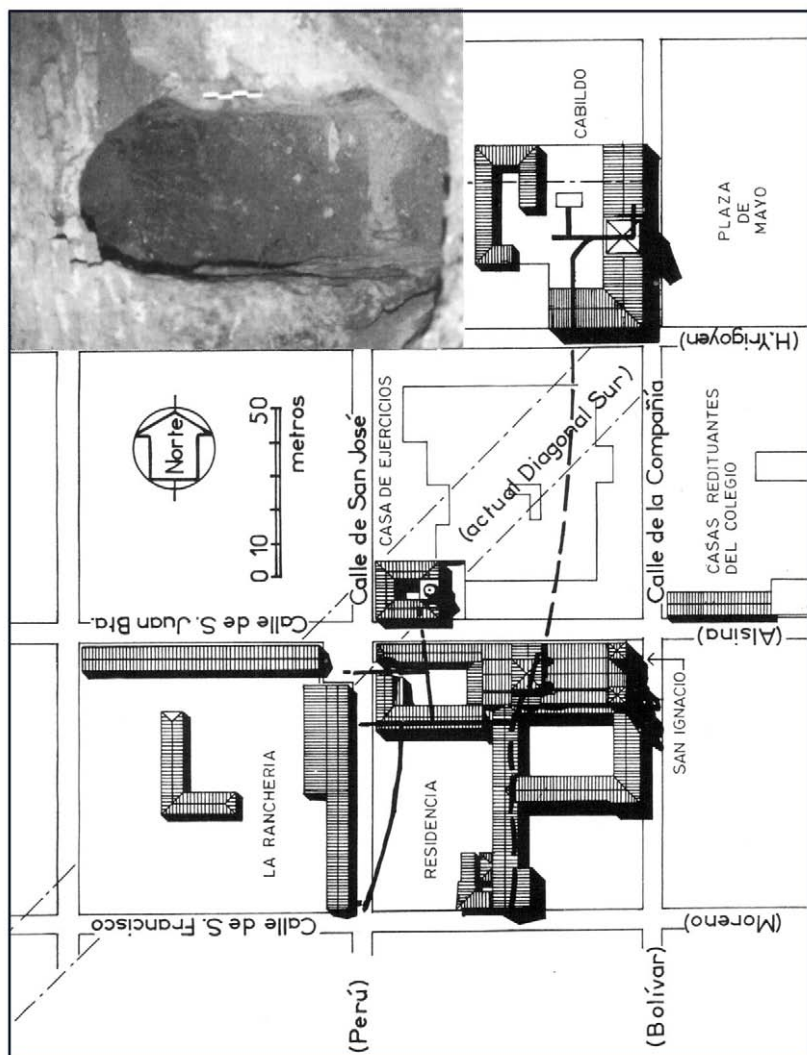 CABILDO
PLAZA
DE
MAYO
(H.Yrigoyen)
Norte
0 10 50
metros
Calle de San José
CASA DE EJERCICIOS
(actual Diagonal Sur)
Calle de la Compañía
CASAS REDITUANTES
DEL COLEGIO
Calle de S. Juan Bta.
(Alsina)
LA RANCHERIA
RESIDENCIA
SAN IGNACIO
Calle de S. Francisco
(Moreno)
(Perú)
(Bolívar)